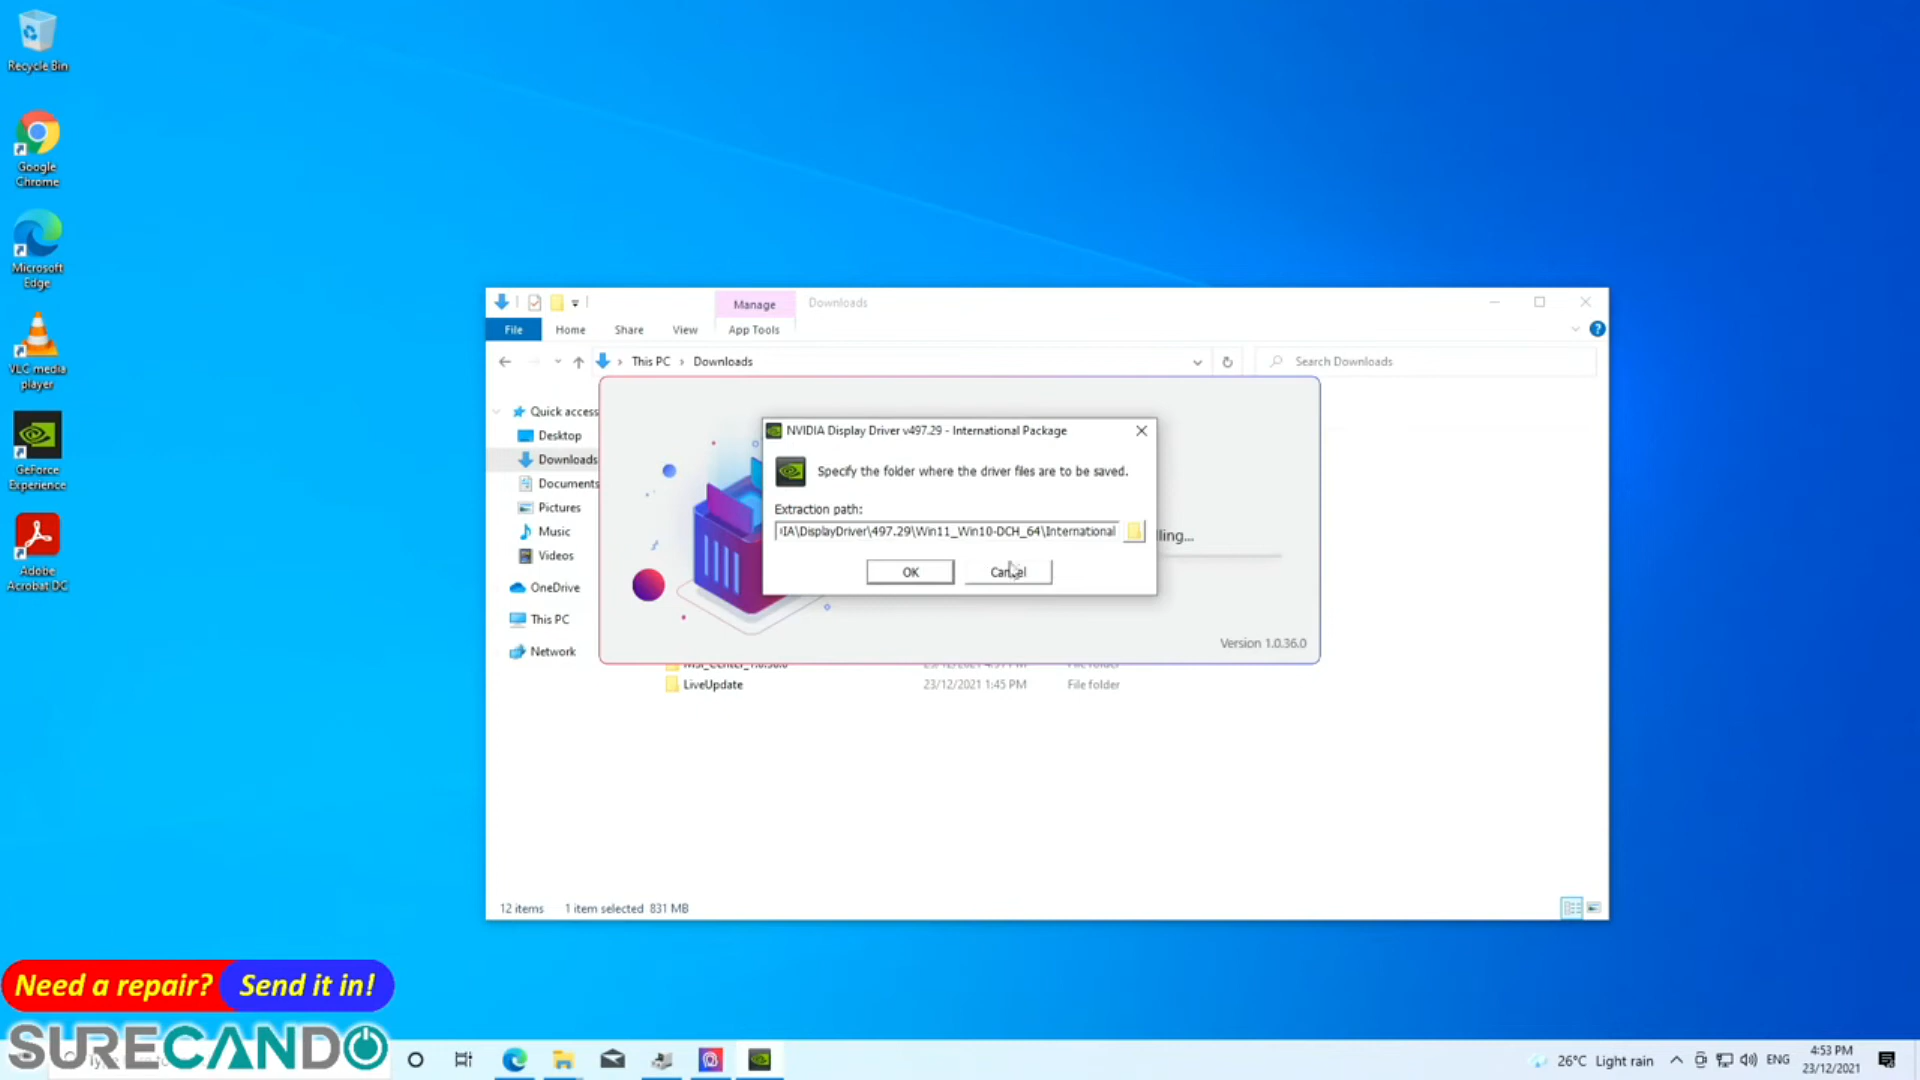 Recycle Bin
Google
Chrome
Microsoft
Edge
VLC media
player
GeForce
Experience
Adobe
Acrobat DC
Manage
Downloads
File
Home
Share
View
App Tools
This PC
Downloads
Search Downloads
Quick access
Desktop
Downloads
Documents
Pictures
Music
Videos
OneDrive
This PC
Network
NVIDIA Display Driver v497.29 - International Package
Specify the folder where the driver files are to be saved.
Extraction path:
IA\DisplayDriver\497.29\Win11_Win10-DCH_64\International
OK
Cancel
lling...
Version 1.0.36.0
LiveUpdate
23/12/2021 1:45 PM
File folder
12 items
1 item selected 831 MB
Need a repair?
Send it in!
SURECANDO
26°C Light rain
ENG
4:53 PM
23/12/2021